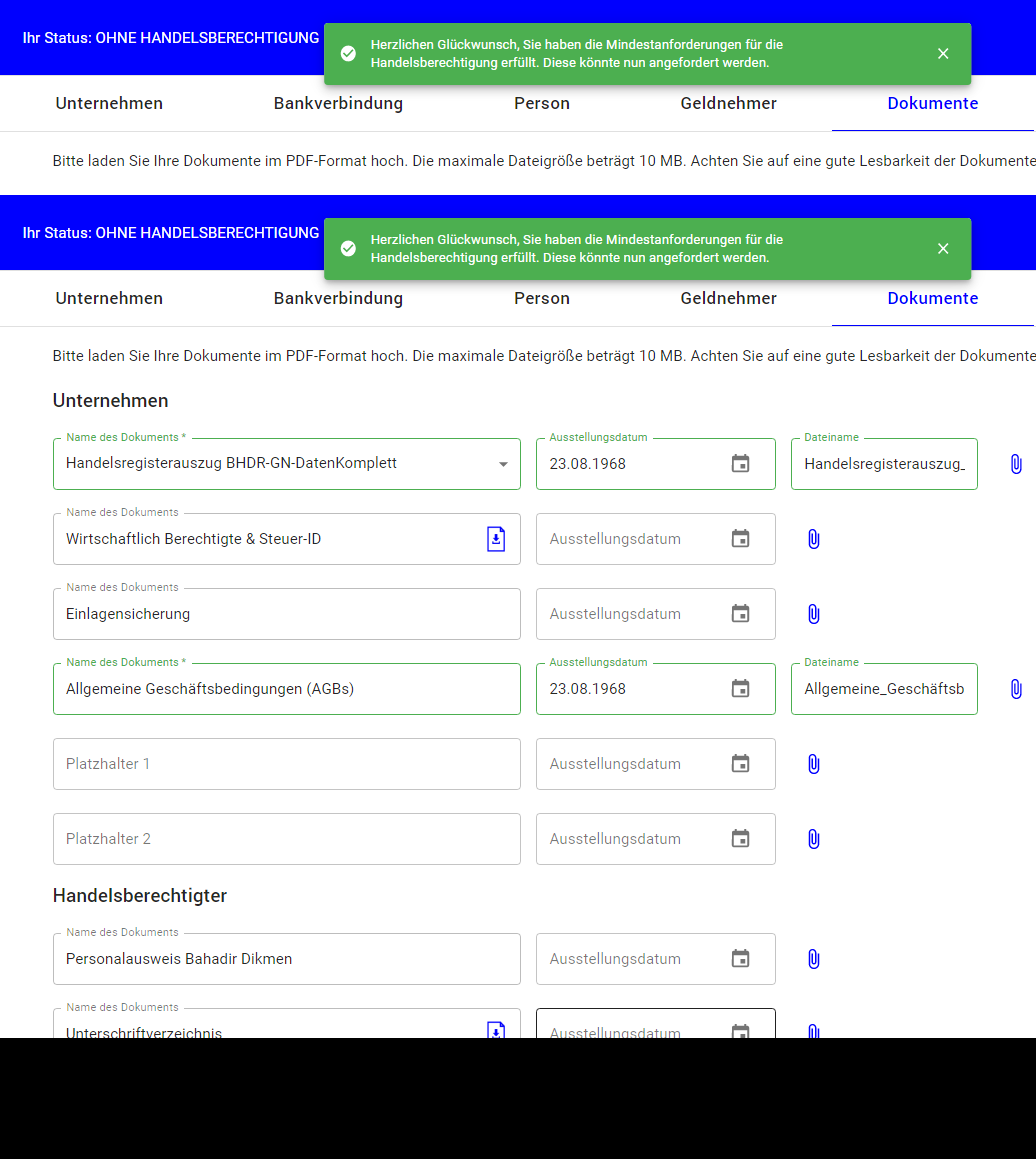 Ihr Status: OHNE HANDELSBERECHTIGUNG
Herzlichen Glückwunsch, Sie haben die Mindestanforderungen für die
Handelsberechtigung erfüllt. Diese könnte nun angefordert werden.
Unternehmen Bankverbindung Person Geldnehmer Dokumente
Bitte laden Sie Ihre Dokumente im PDF-Format hoch. Die maximale Dateigröße beträgt 10 MB. Achten Sie auf eine gute Lesbarkeit der Dokumente
Ihr Status: OHNE HANDELSBERECHTIGUNG
Herzlichen Glückwunsch, Sie haben die Mindestanforderungen für die
Handelsberechtigung erfüllt. Diese könnte nun angefordert werden.
Unternehmen Bankverbindung Person Geldnehmer Dokumente
Bitte laden Sie Ihre Dokumente im PDF-Format hoch. Die maximale Dateigröße beträgt 10 MB. Achten Sie auf eine gute Lesbarkeit der Dokumente
Unternehmen
Name des Dokuments * Ausstellungsdatum Dateiname
Handelsregisterauszug BHDR-GN-DatenKomplett 23.08.1968 Handelsregisterauszug_
Name des Dokuments
Wirtschaftlich Berechtigte & Steuer-ID Ausstellungsdatum
Name des Dokuments
Einlagensicherung Ausstellungsdatum
Name des Dokuments * Ausstellungsdatum Dateiname
Allgemeine Geschäftsbedingungen (AGBs) 23.08.1968 Allgemeine_Geschäftsb
Platzhalter 1 Ausstellungsdatum
Platzhalter 2 Ausstellungsdatum
Handelsberechtigter
Name des Dokuments
Personalausweis Bahadir Dikmen Ausstellungsdatum
Name des Dokuments
Unterschriftverzeichnis Ausstellungsdatum